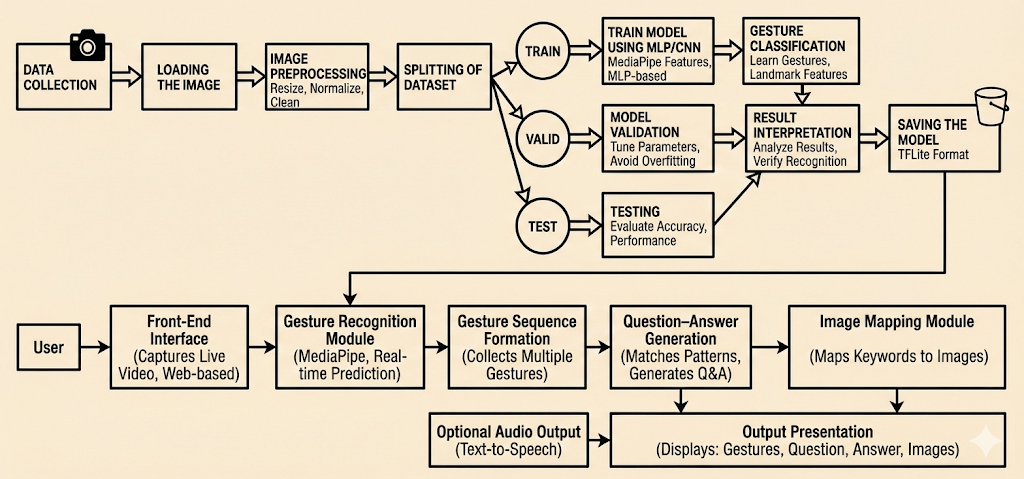 DATA
COLLECTION
LOADING
THE IMAGE
IMAGE
PREPROCESSING
Resize, Normalize,
Clean
SPLITTING OF
DATASET
TRAIN
TRAIN MODEL
USING MLP/CNN
MediaPipe Features,
MLP-based
GESTURE
CLASSIFICATION
Learn Gestures,
Landmark Features
VALID
MODEL
VALIDATION
Tune Parameters,
Avoid Overfitting
RESULT
INTERPRETATION
Analyze Results,
Verify Recognition
SAVING THE
MODEL
TFLite Format
TEST
TESTING
Evaluate Accuracy,
Performance
User
Front-End
Interface
(Captures Live
Video, Web-based)
Gesture Recognition
Module
(MediaPipe, Real-
time Prediction)
Gesture Sequence
Formation
(Collects Multiple
Gestures)
Question–Answer
Generation
(Matches Patterns,
Generates Q&A)
Image Mapping Module
(Maps Keywords to Images)
Optional Audio Output
(Text-to-Speech)
Output Presentation
(Displays: Gestures, Question, Answer, Images)